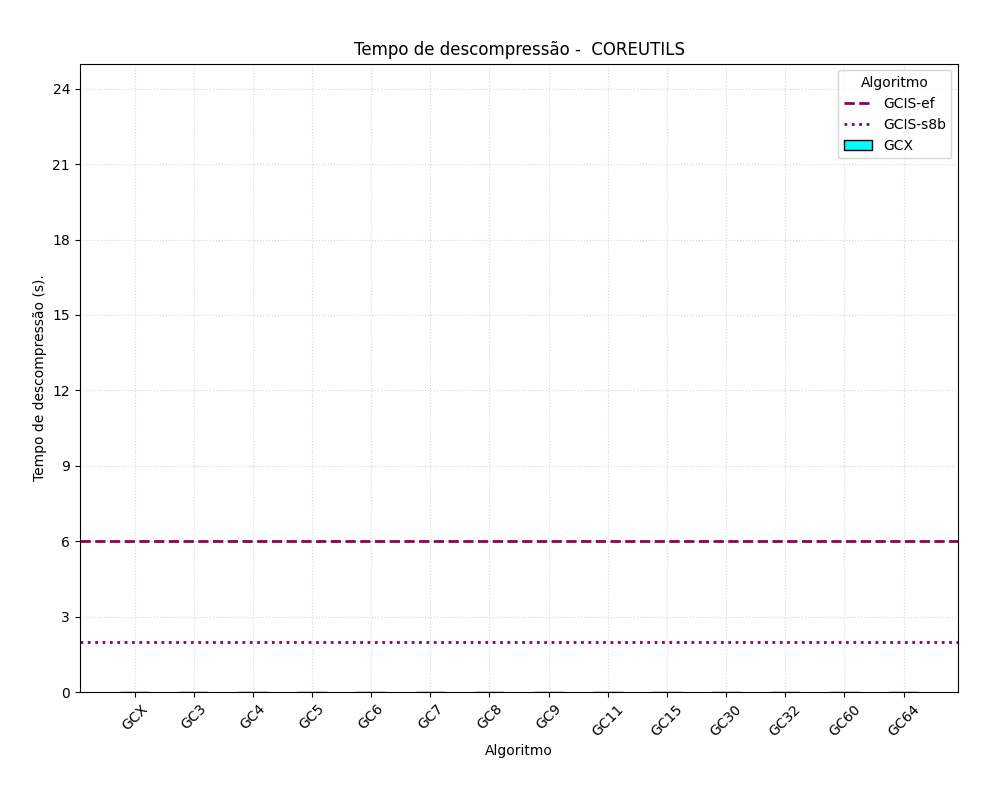 Tempo de descompressão -  COREUTILS
Algoritmo
GCIS-ef
GCIS-s8b
GCX
Tempo de descompressão (s).
24
21
18
15
12
9
6
3
0
GCX
GC3
GC4
GC5
GC6
GC7
GC8
GC9
GC11
GC15
GC30
GC32
GC60
GC64
Algoritmo